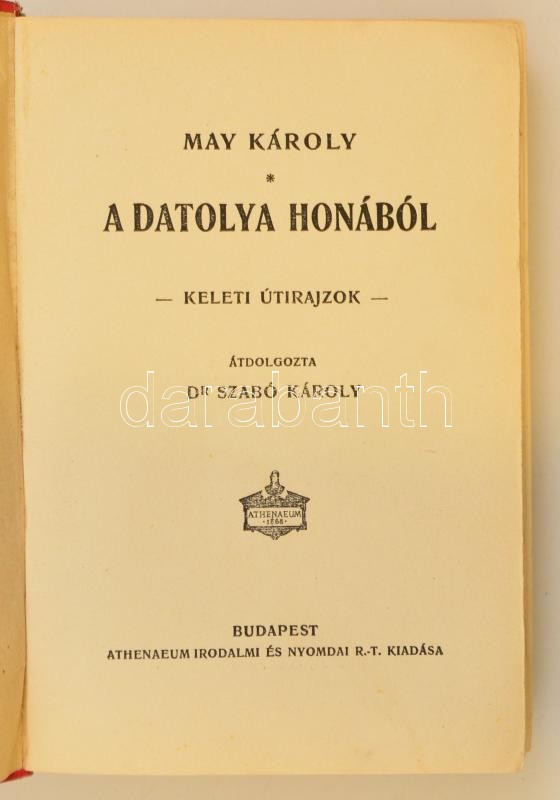 MAY KÁROLY
*
A DATOLYA HONÁBÓL
— KELETI ÚTIRAJZOK —
ÁTDOLGOZTA
DR SZABÓ KÁROLY
darabanth
ATHENAEUM
·1868·
BUDAPEST
ATHENAEUM IRODALMI ÉS NYOMDAI R.-T. KIADÁSA